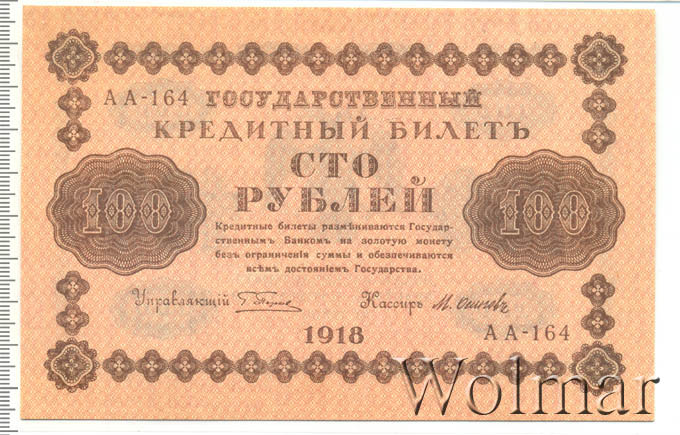 АА-164 ГОСУДАРСТВЕННЫЙ
КРЕДИТНЫЙ БИЛЕТЪ
СТО
РУБЛЕЙ
100 100
Кредитные билеты размѣниваются Государ-
ственнымъ Банкомъ на золотую монету
безъ ограниченія суммы и обезпечиваются
всѣмъ достояніемъ Государства.
Управляющій Кассиръ
1918 АА-164
Wolmar